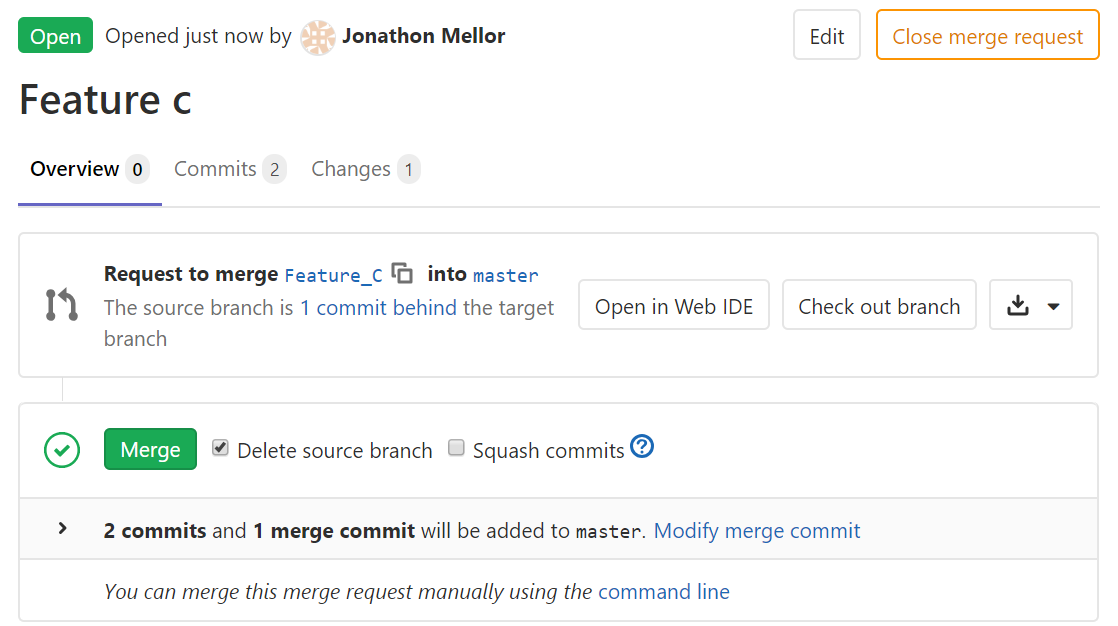 Open Opened just now by Jonathon Mellor Edit Close merge request
Feature c
Overview 0 Commits 2 Changes 1
Request to merge Feature_C into master
The source branch is 1 commit behind the target
branch
Open in Web IDE Check out branch
Merge Delete source branch Squash commits ?
2 commits and 1 merge commit will be added to master. Modify merge commit
You can merge this merge request manually using the command line